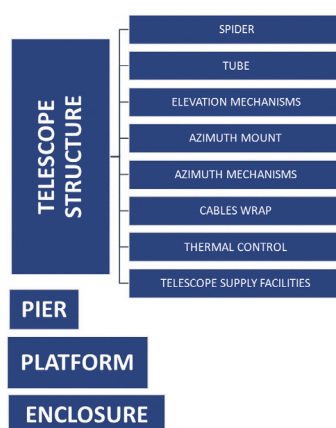 TELESCOPE
STRUCTURE
SPIDER
TUBE
ELEVATION MECHANISMS
AZIMUTH MOUNT
AZIMUTH MECHANISMS
CABLES WRAP
THERMAL CONTROL
TELESCOPE SUPPLY FACILITIES
PIER
PLATFORM
ENCLOSURE